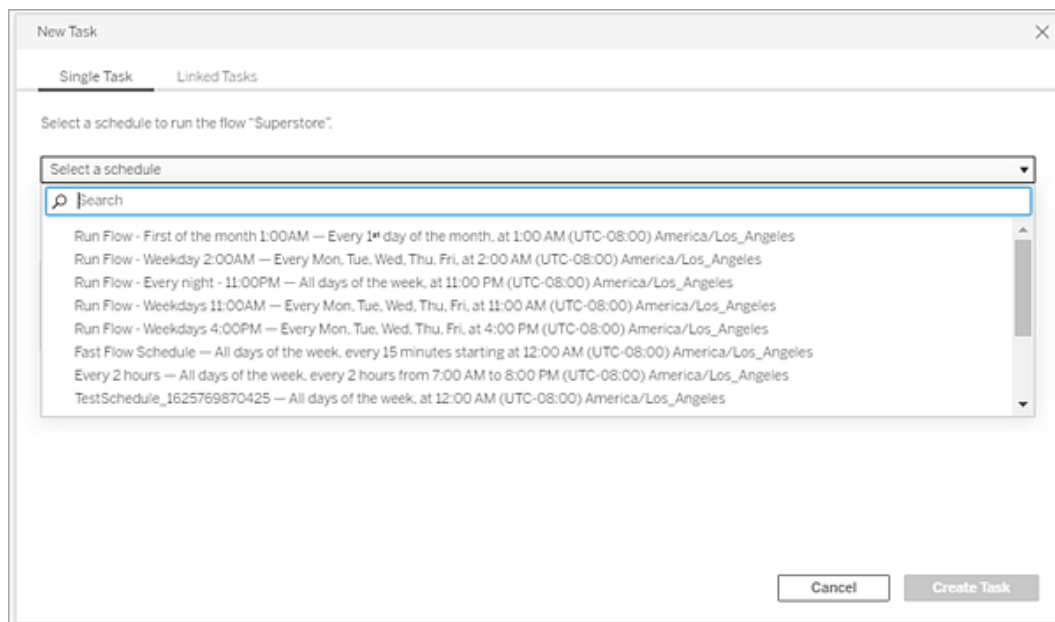 New Task
Single Task Linked Tasks
Select a schedule to run the flow "Superstore".
Select a schedule
Search
Run Flow - First of the month 1:00AM — Every 1st day of the month, at 1:00 AM (UTC-08:00) America/Los_Angeles
Run Flow - Weekday 2:00AM — Every Mon, Tue, Wed, Thu, Fri, at 2:00 AM (UTC-08:00) America/Los_Angeles
Run Flow - Every night - 11:00PM — All days of the week, at 11:00 PM (UTC-08:00) America/Los_Angeles
Run Flow - Weekdays 11:00AM — Every Mon, Tue, Wed, Thu, Fri, at 11:00 AM (UTC-08:00) America/Los_Angeles
Run Flow - Weekdays 4:00PM — Every Mon, Tue, Wed, Thu, Fri, at 4:00 PM (UTC-08:00) America/Los_Angeles
Fast Flow Schedule — All days of the week, every 15 minutes starting at 12:00 AM (UTC-08:00) America/Los_Angeles
Every 2 hours — All days of the week, every 2 hours from 7:00 AM to 8:00 PM (UTC-08:00) America/Los_Angeles
TestSchedule_1625769870425 — All days of the week, at 12:00 AM (UTC-08:00) America/Los_Angeles
Cancel Create Task